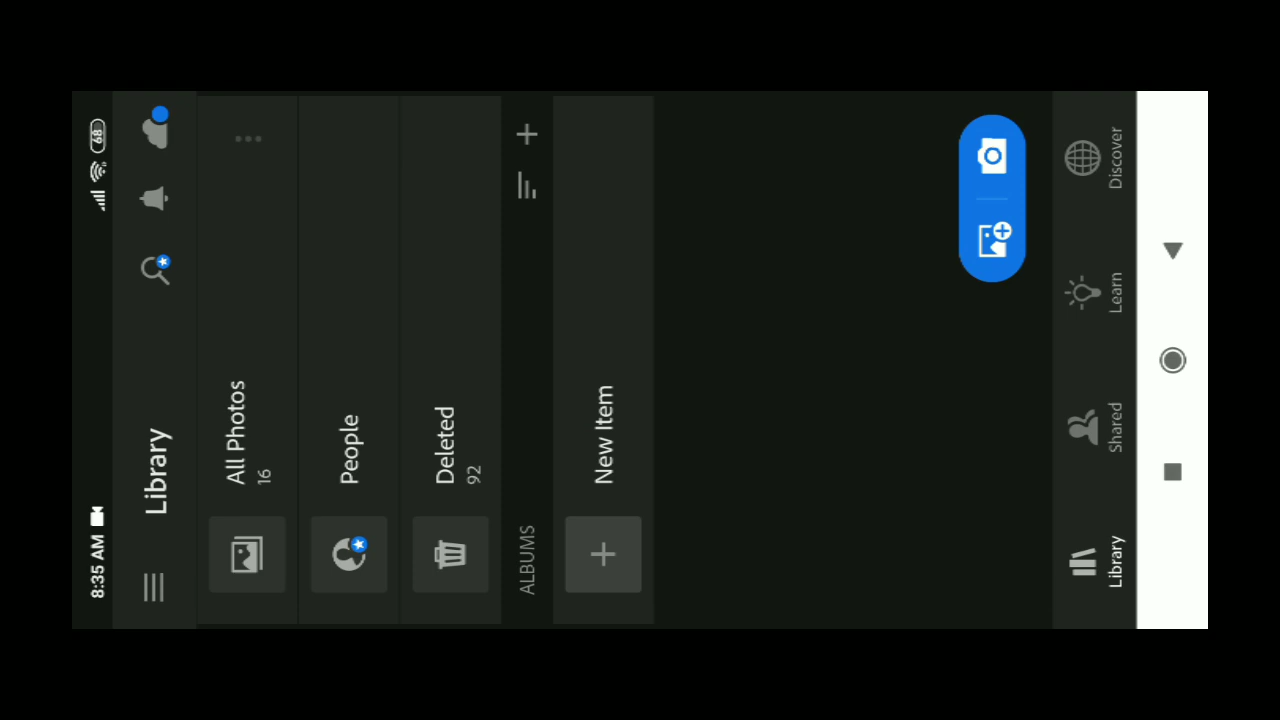 8:35 AM
68
Library
All Photos
16
People
Deleted
92
ALBUMS
New Item
Library
Shared
Learn
Discover